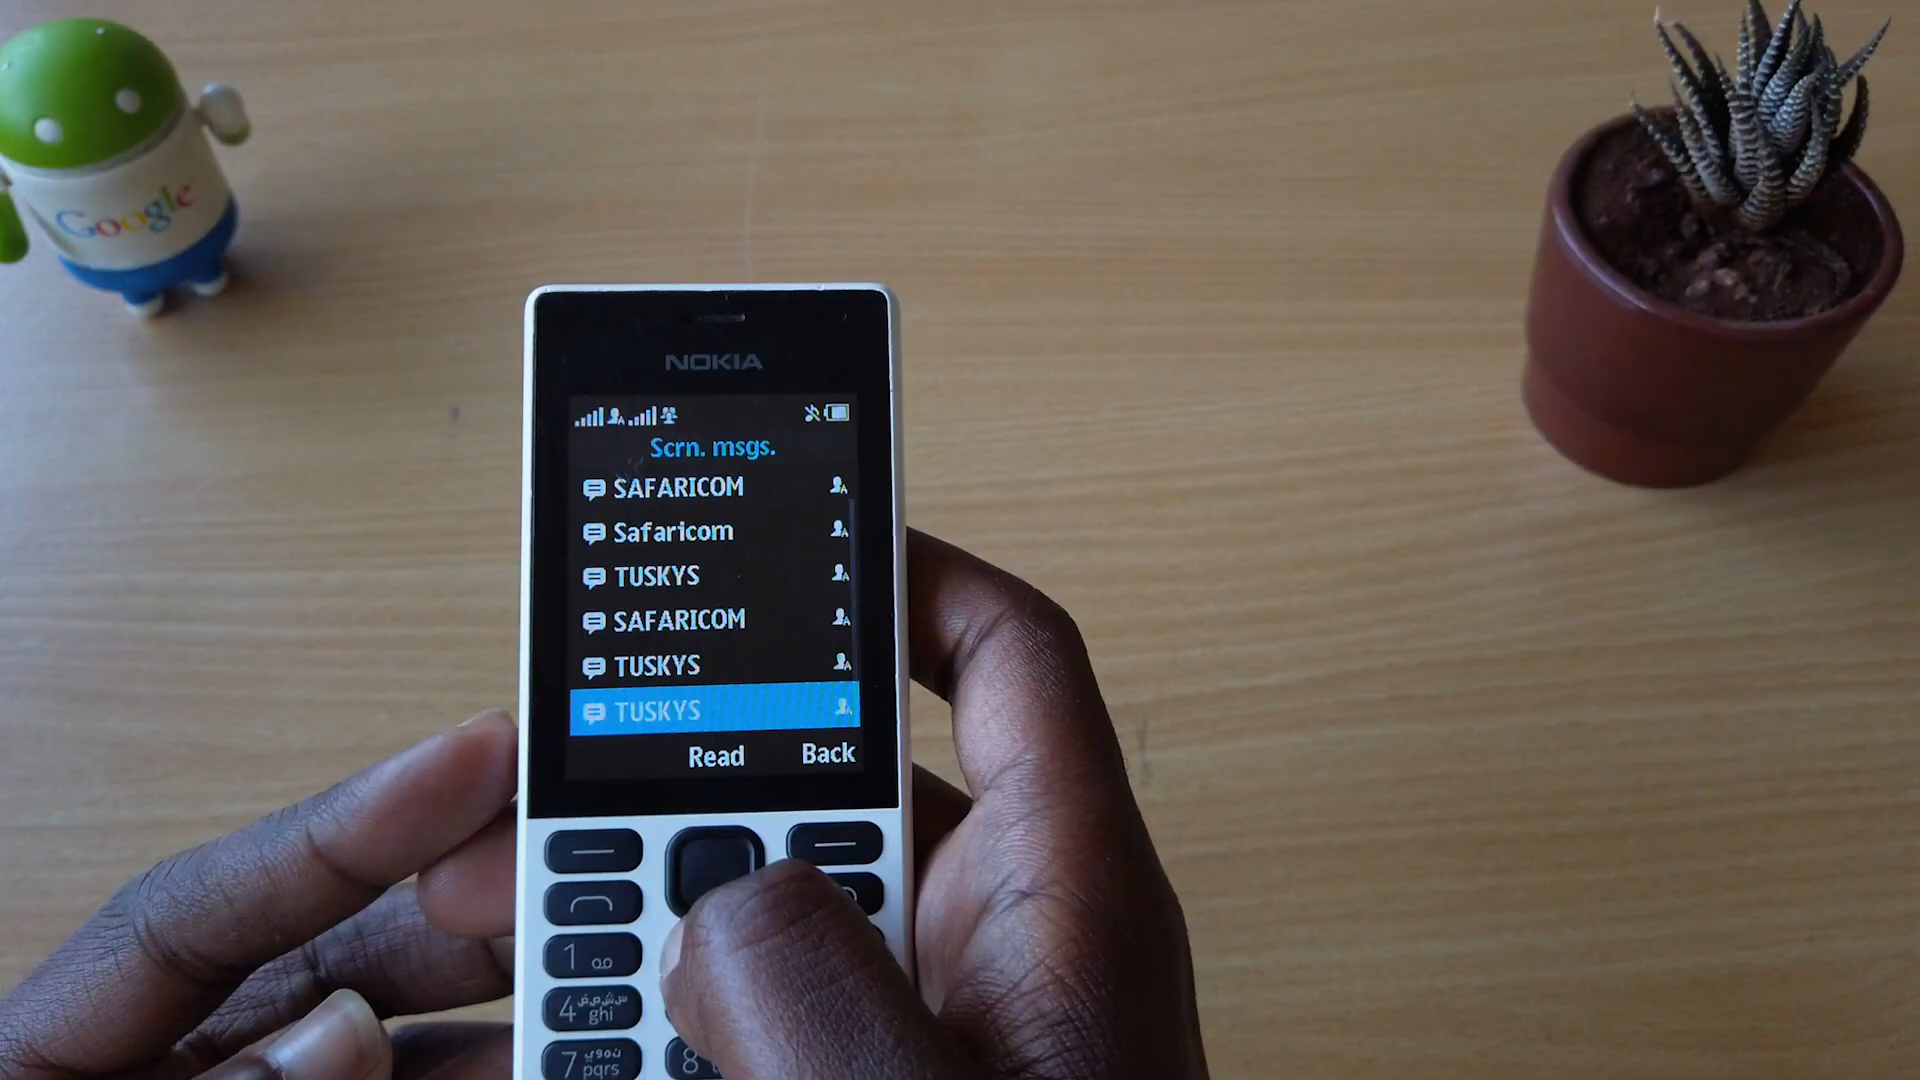 Google
NOKIA
Scrn. msgs.
SAFARICOM
Safaricom
TUSKYS
SAFARICOM
TUSKYS
TUSKYS
Read Back
1
4 ghi
7 pqrs
8